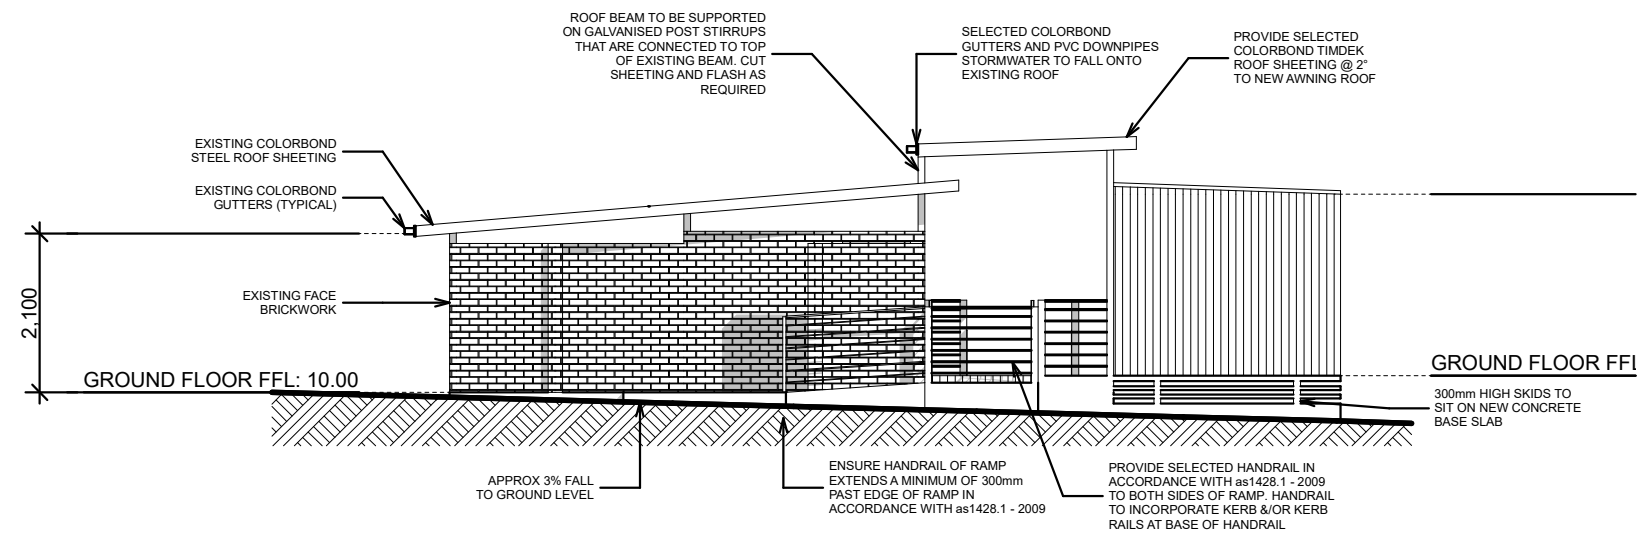 ROOF BEAM TO BE SUPPORTED
ON GALVANISED POST STIRRUPS
THAT ARE CONNECTED TO TOP
OF EXISTING BEAM. CUT
SHEETING AND FLASH AS
REQUIRED
SELECTED COLORBOND
GUTTERS AND PVC DOWNPIPES
STORMWATER TO FALL ONTO
EXISTING ROOF
PROVIDE SELECTED
COLORBOND TIMDEK
ROOF SHEETING @ 2°
TO NEW AWNING ROOF
EXISTING COLORBOND
STEEL ROOF SHEETING
EXISTING COLORBOND
GUTTERS (TYPICAL)
EXISTING FACE
BRICKWORK
2,100
GROUND FLOOR FFL: 10.00
GROUND FLOOR FFL
300mm HIGH SKIDS TO
SIT ON NEW CONCRETE
BASE SLAB
APPROX 3% FALL
TO GROUND LEVEL
ENSURE HANDRAIL OF RAMP
EXTENDS A MINIMUM OF 300mm
PAST EDGE OF RAMP IN
ACCORDANCE WITH as1428.1 - 2009
PROVIDE SELECTED HANDRAIL IN
ACCORDANCE WITH as1428.1 - 2009
TO BOTH SIDES OF RAMP. HANDRAIL
TO INCORPORATE KERB &/OR KERB
RAILS AT BASE OF HANDRAIL